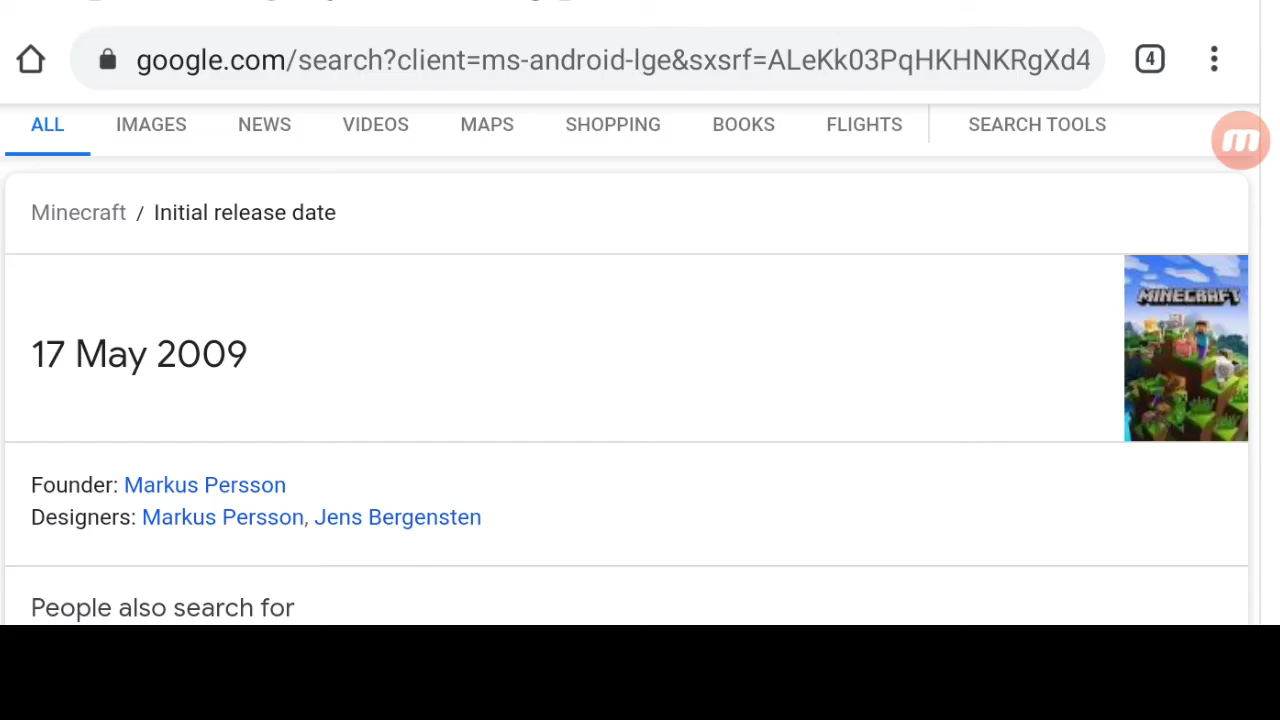 google.com/search?client=ms-android-lge&sxsrf=ALeKk03PqHKHNKRgXd4
4
ALL IMAGES NEWS VIDEOS MAPS SHOPPING BOOKS FLIGHTS SEARCH TOOLS
Minecraft / Initial release date
MINECRAFT
17 May 2009
Founder: Markus Persson
Designers: Markus Persson, Jens Bergensten
People also search for